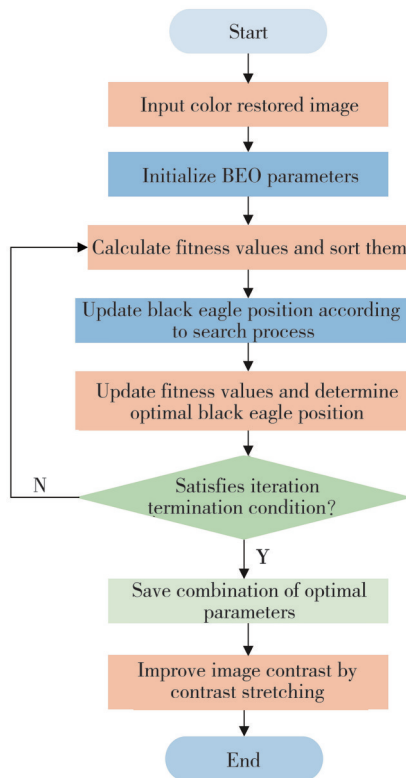 Start
Input color restored image
Initialize BEO parameters
Calculate fitness values and sort them
Update black eagle position according
to search process
Update fitness values and determine
optimal black eagle position
N
Satisfies iteration
termination condition?
Y
Save combination of optimal
parameters
Improve image contrast by
contrast stretching
End